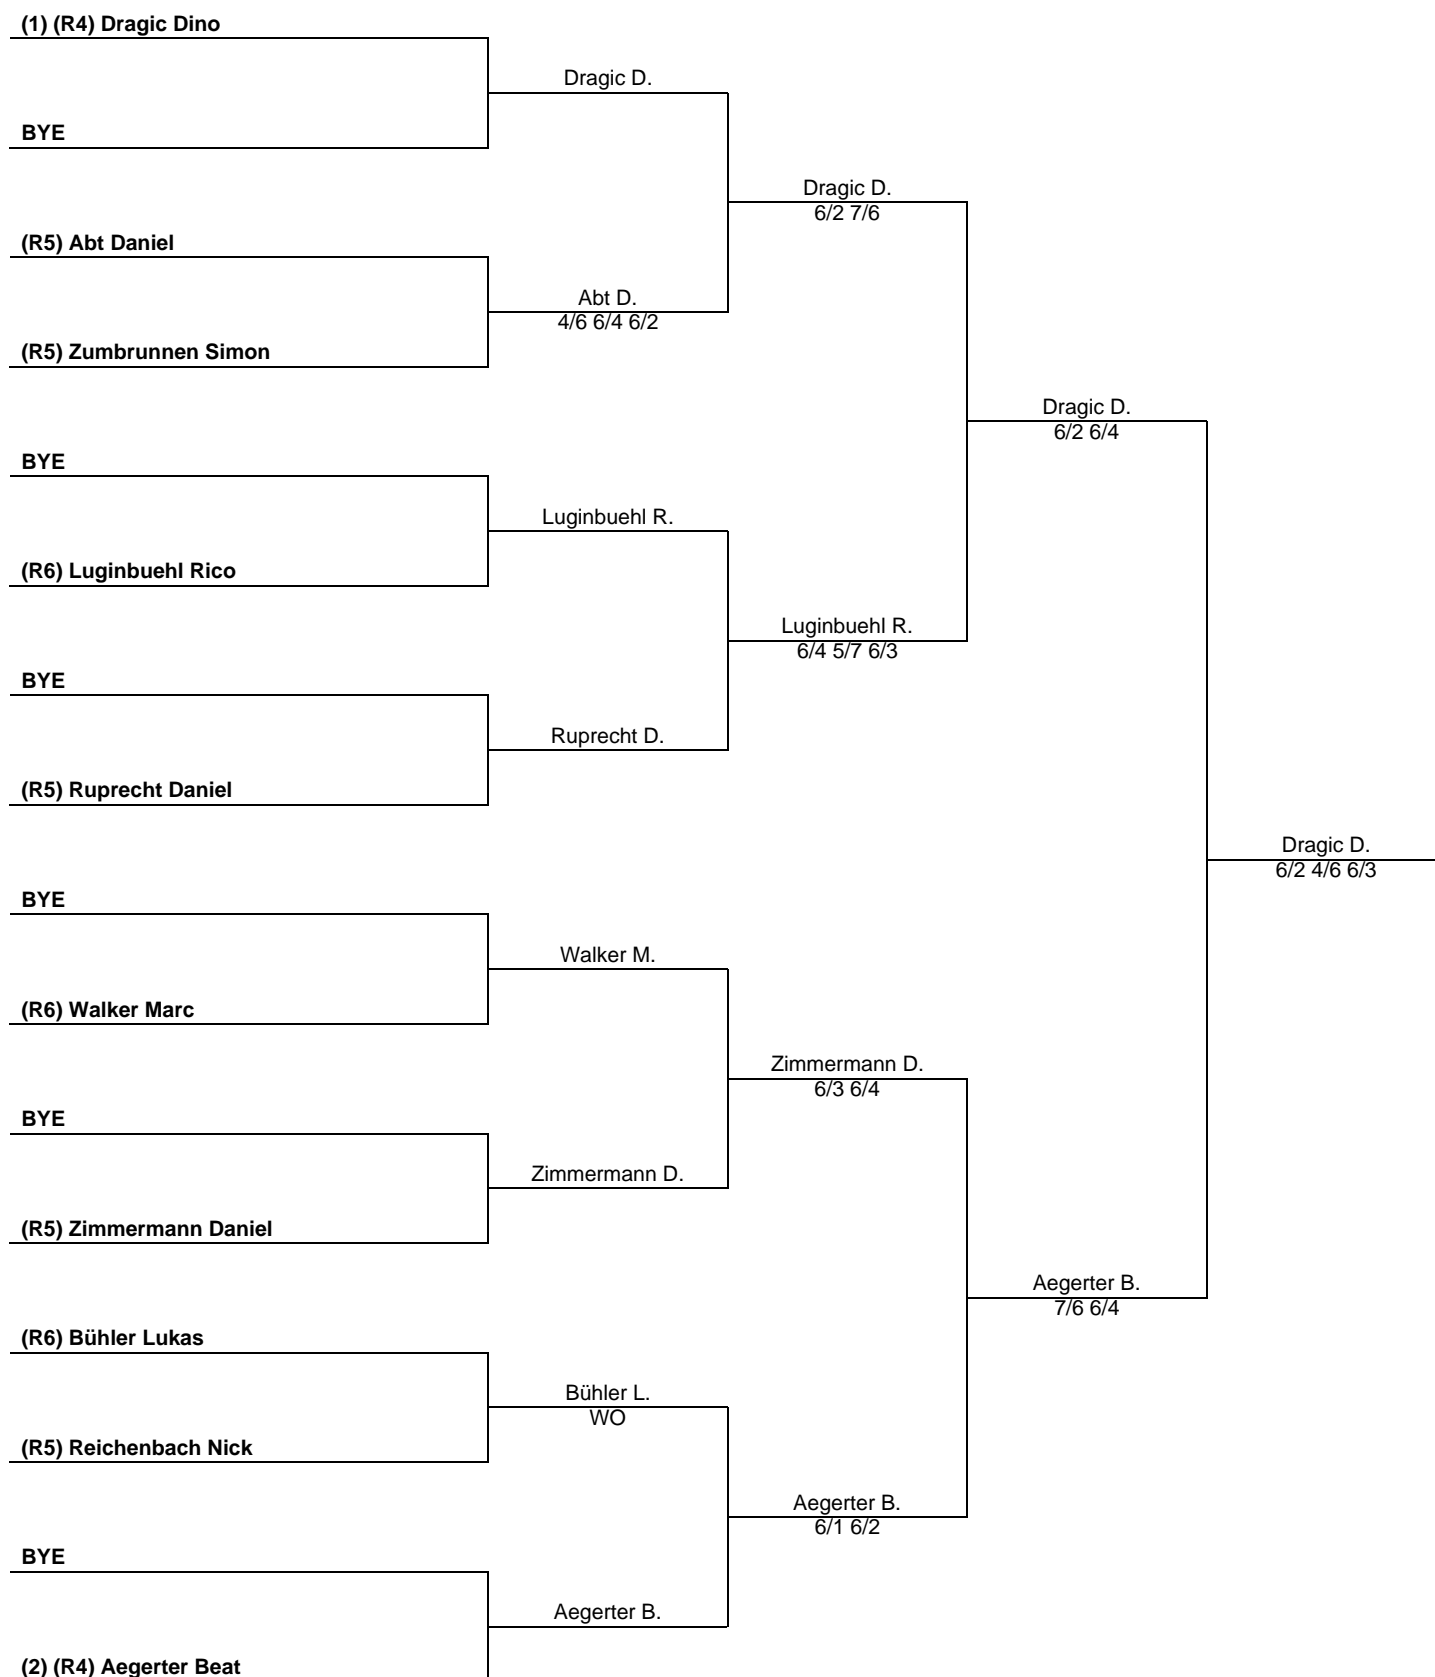 (1) (R4) Dragic Dino
Dragic D.
BYE
Dragic D.
6/2 7/6
(R5) Abt Daniel
Abt D.
4/6 6/4 6/2
(R5) Zumbrunnen Simon
Dragic D.
6/2 6/4
BYE
Luginbuehl R.
(R6) Luginbuehl Rico
Luginbuehl R.
6/4 5/7 6/3
BYE
Ruprecht D.
(R5) Ruprecht Daniel
Dragic D.
6/2 4/6 6/3
BYE
Walker M.
(R6) Walker Marc
Zimmermann D.
6/3 6/4
BYE
Zimmermann D.
(R5) Zimmermann Daniel
Aegerter B.
7/6 6/4
(R6) Bühler Lukas
Bühler L.
WO
(R5) Reichenbach Nick
Aegerter B.
6/1 6/2
BYE
Aegerter B.
(2) (R4) Aegerter Beat